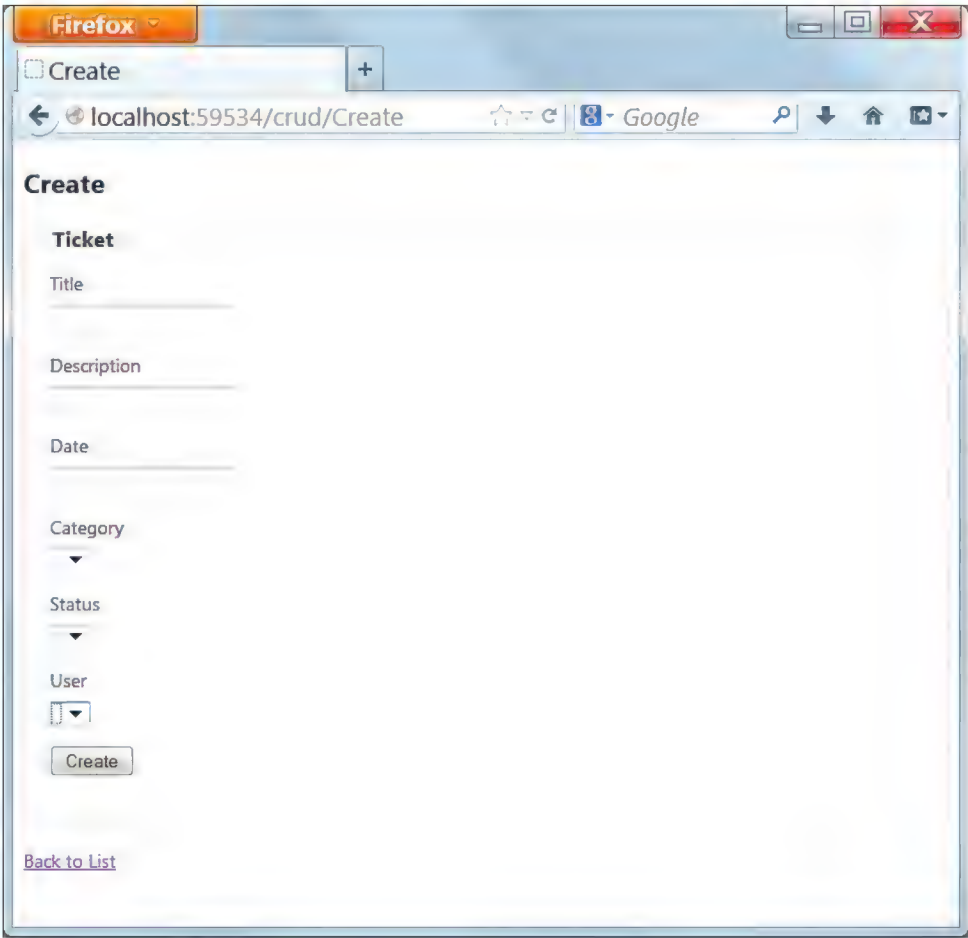 Firefox
Create
localhost:59534/crud/Create
Google
Create
Ticket
Title
Description
Date
Category
Status
User
Create
Back to List